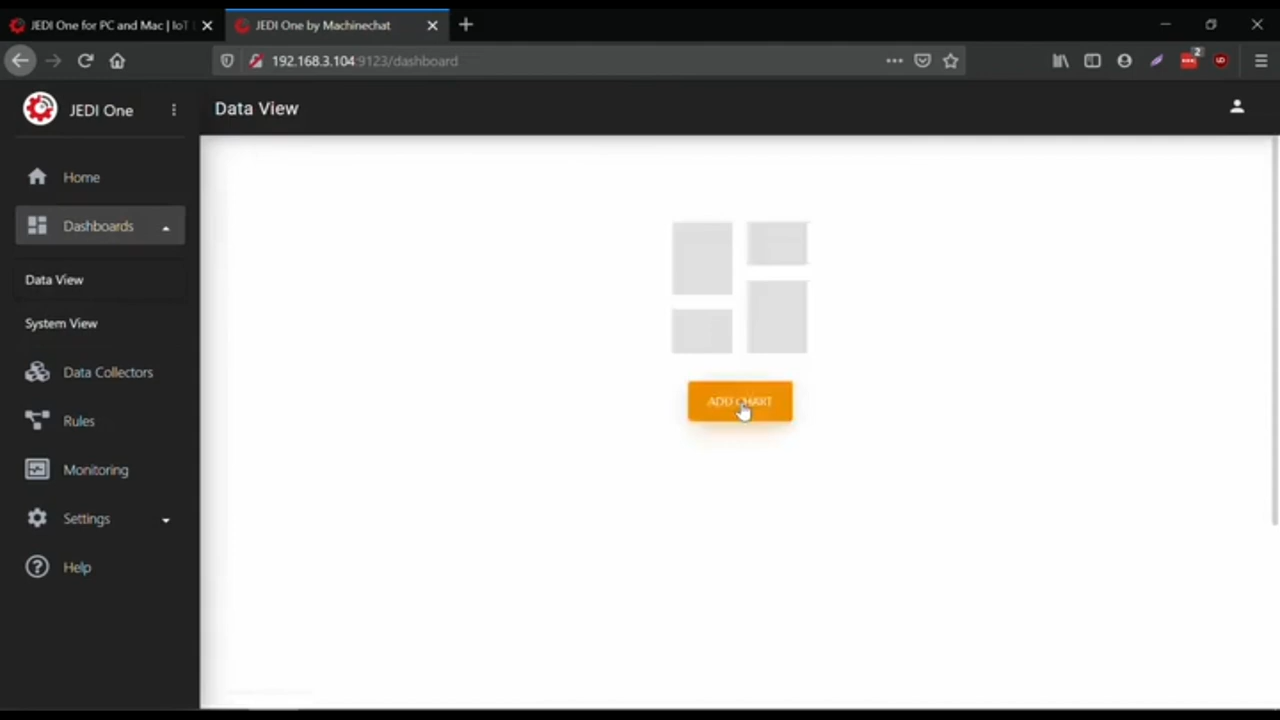 JEDI One for PC and Mac | IoT
JEDI One by Machinechat
192.168.3.104:9123/dashboard
2
JEDI One
Data View
Home
Dashboards
Data View
System View
Data Collectors
Rules
Monitoring
Settings
Help
ADD CHART